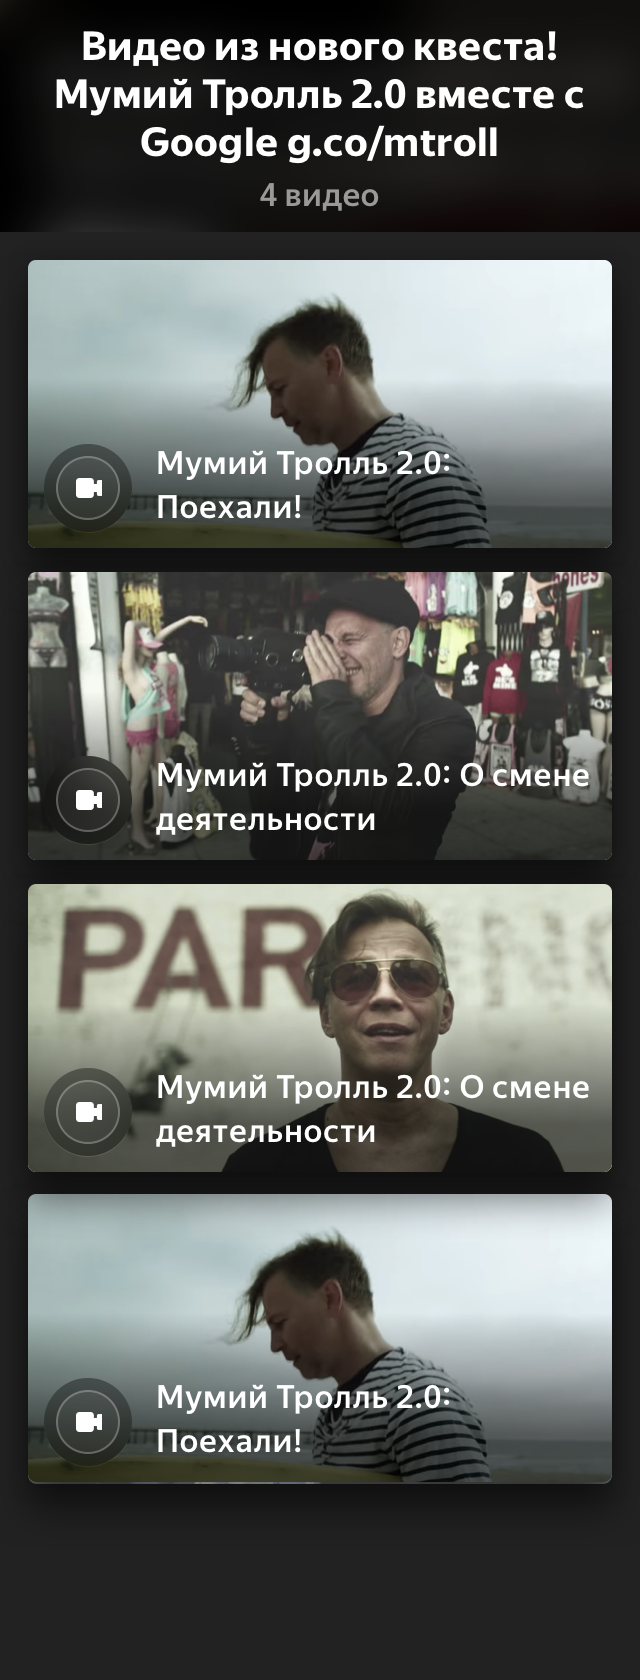 Видео из нового квеста!
Мумий Тролль 2.0 вместе с
Google g.co/mtroll
4 видео
Мумий Тролль 2.0:
Поехали!
Мумий Тролль 2.0: О смене
деятельности
PAR
Мумий Тролль 2.0: О смене
деятельности
Мумий Тролль 2.0:
Поехали!